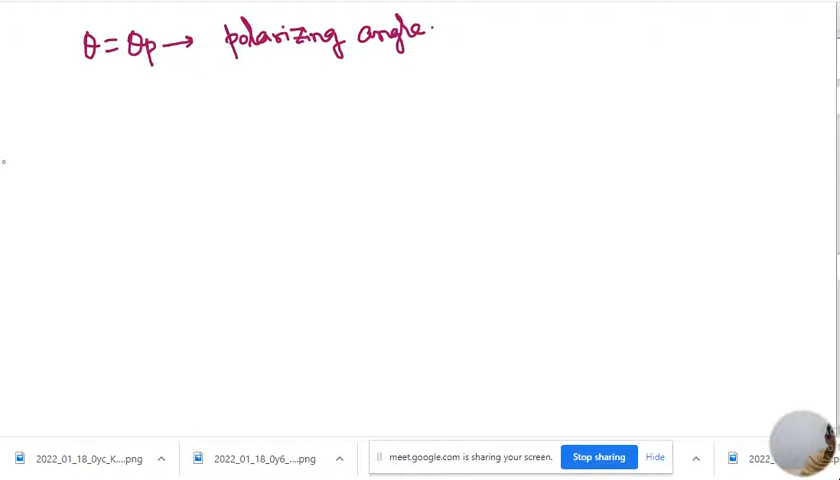 θ = θp → polarizing angle.
2022_01_18_0yc_K....png
2022_01_18_0y6_....png
meet.google.com is sharing your screen.
Stop sharing
Hide